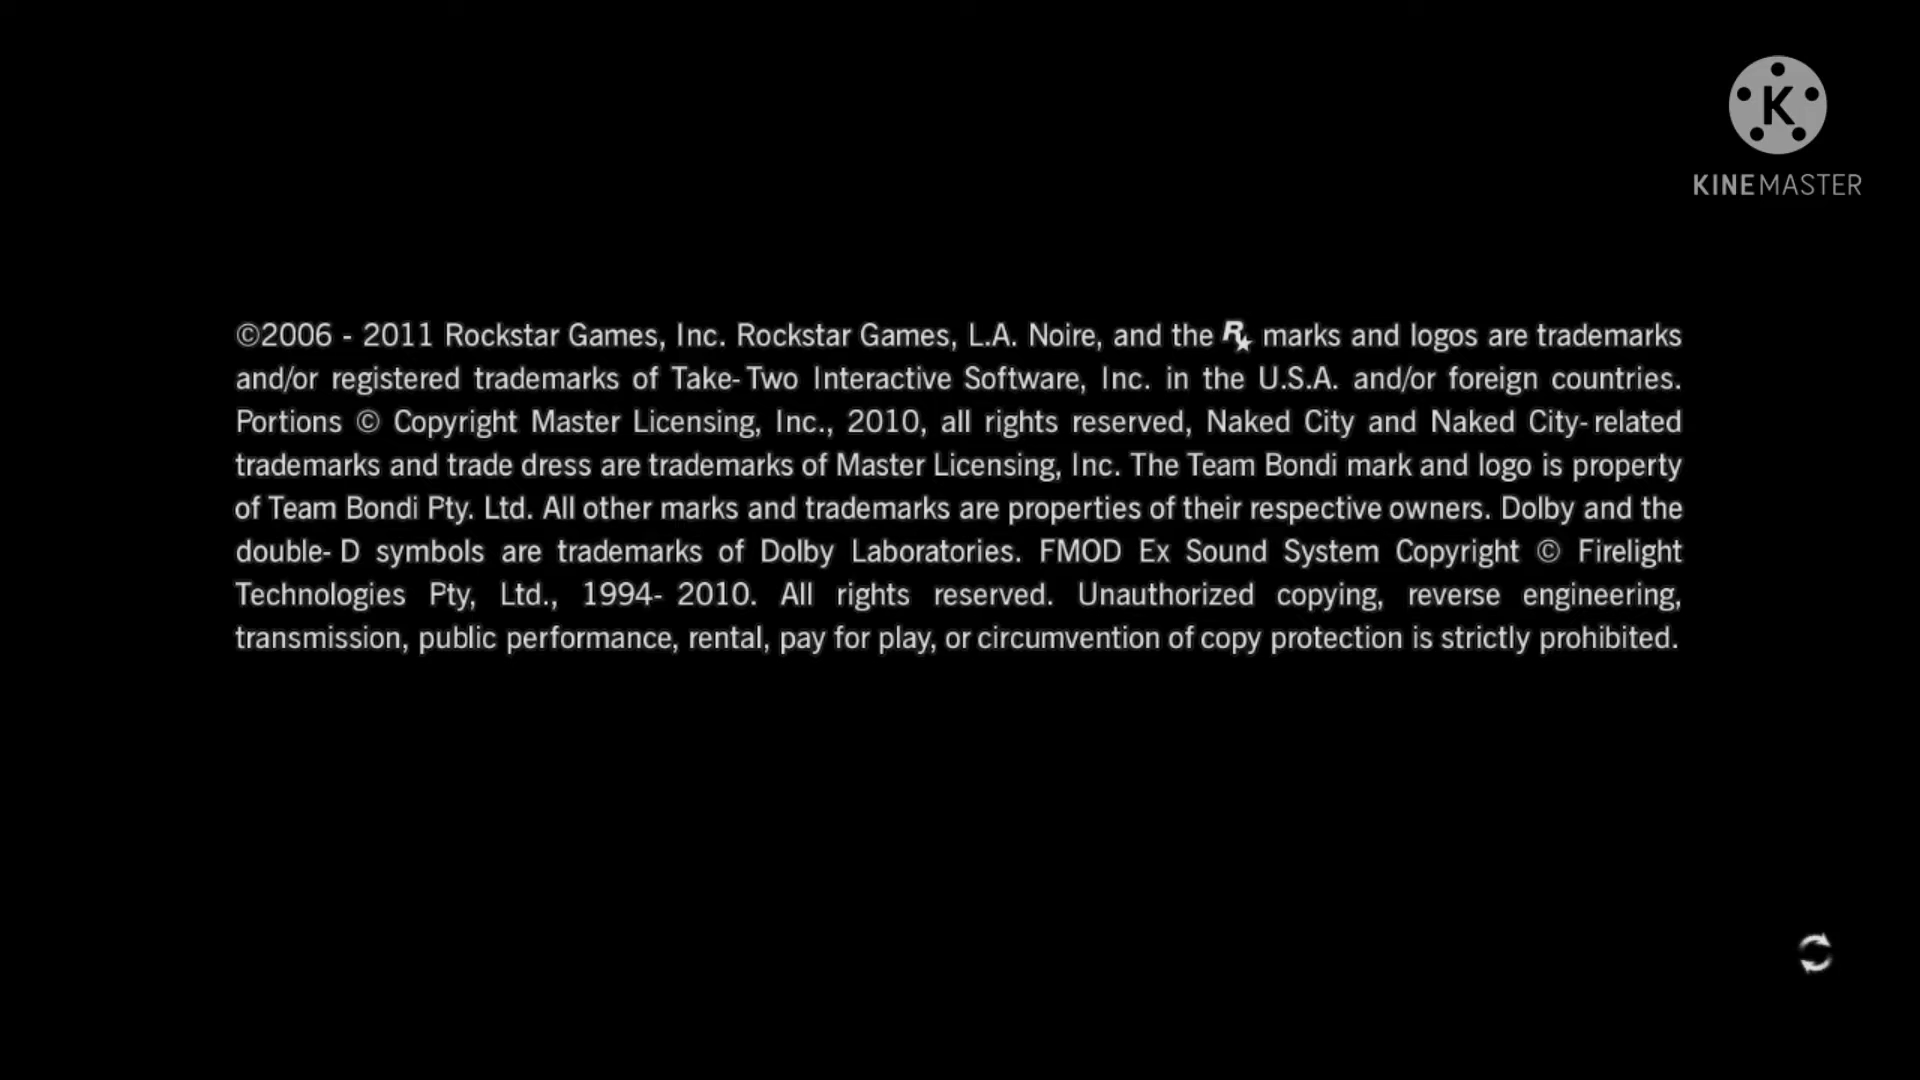 K
KINEMASTER
©2006 - 2011 Rockstar Games, Inc. Rockstar Games, L.A. Noire, and the R★ marks and logos are trademarks
and/or registered trademarks of Take-Two Interactive Software, Inc. in the U.S.A. and/or foreign countries.
Portions © Copyright Master Licensing, Inc., 2010, all rights reserved, Naked City and Naked City-related
trademarks and trade dress are trademarks of Master Licensing, Inc. The Team Bondi mark and logo is property
of Team Bondi Pty. Ltd. All other marks and trademarks are properties of their respective owners. Dolby and the
double- D symbols are trademarks of Dolby Laboratories. FMOD Ex Sound System Copyright © Firelight
Technologies Pty, Ltd., 1994- 2010. All rights reserved. Unauthorized copying, reverse engineering,
transmission, public performance, rental, pay for play, or circumvention of copy protection is strictly prohibited.